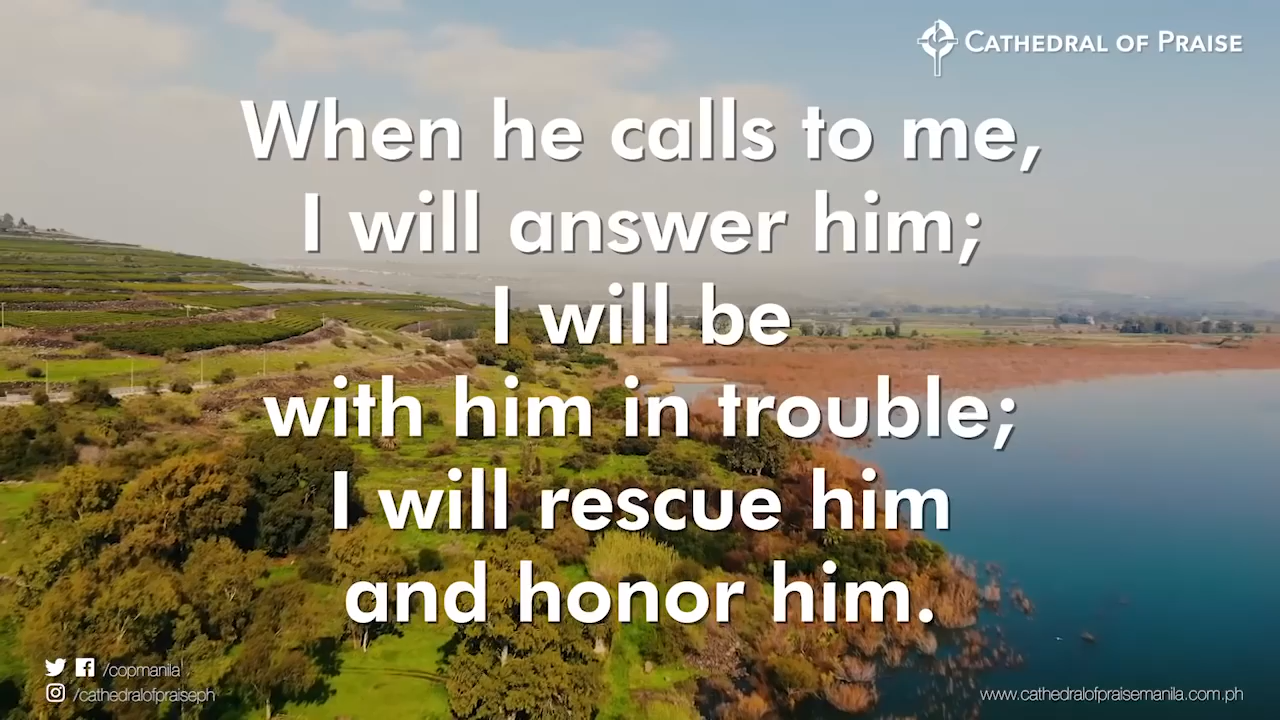 CATHEDRAL OF PRAISE
When he calls to me,
I will answer him;
I will be
with him in trouble;
I will rescue him
and honor him.
/copmanila
/cathedralofpraiseph
www.cathedralofpraisemanila.com.ph